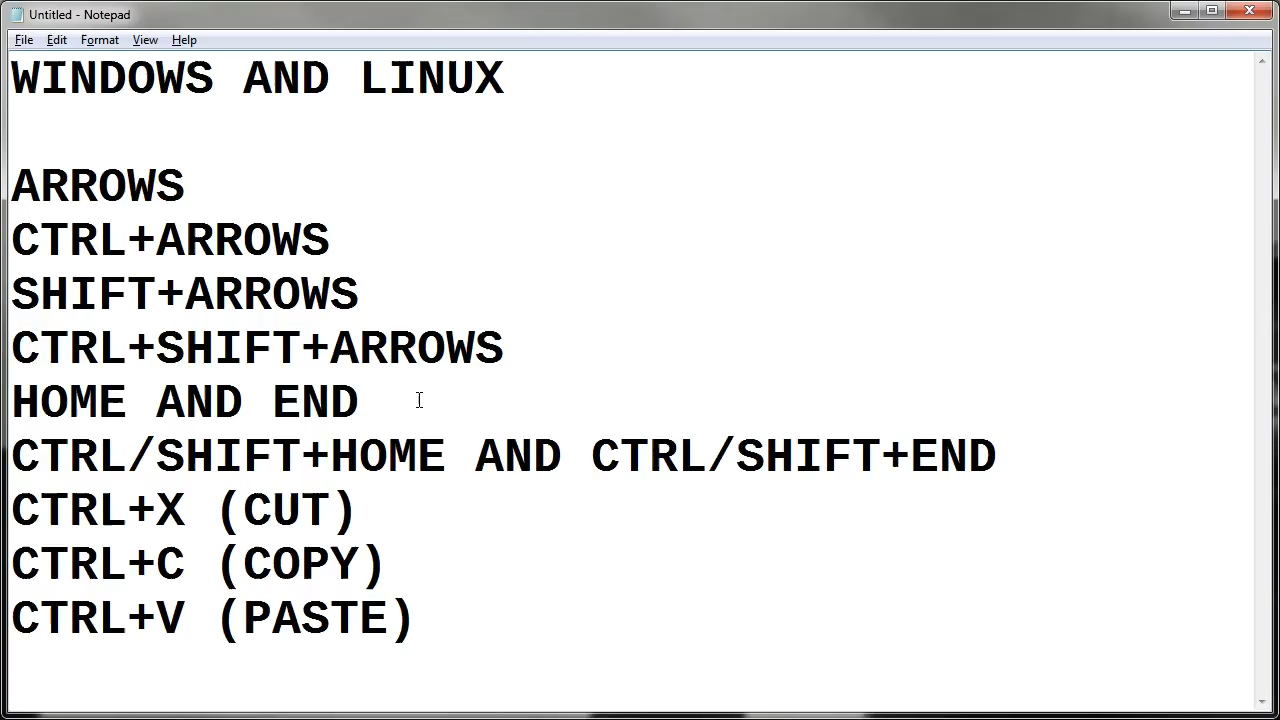 Untitled - Notepad
File Edit Format View Help
WINDOWS AND LINUX
ARROWS
CTRL+ARROWS
SHIFT+ARROWS
CTRL+SHIFT+ARROWS
HOME AND END
CTRL/SHIFT+HOME AND CTRL/SHIFT+END
CTRL+X (CUT)
CTRL+C (COPY)
CTRL+V (PASTE)